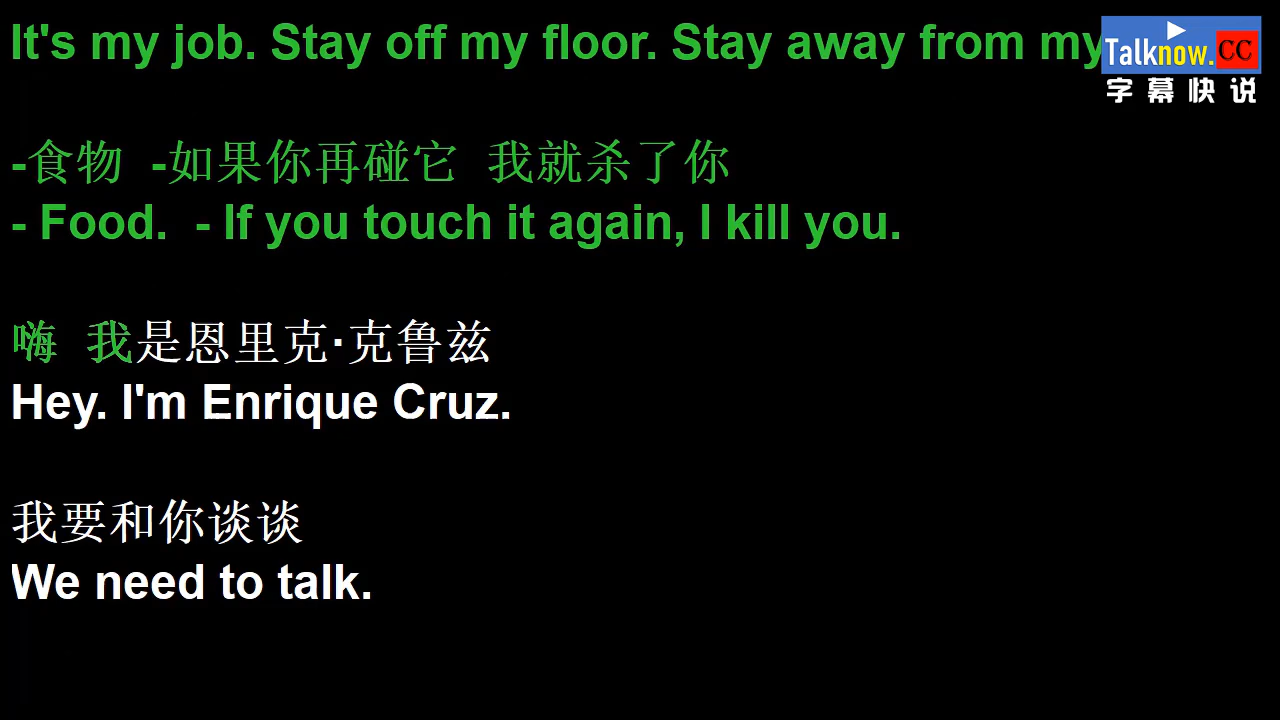 It's my job. Stay off my floor. Stay away from my
Talknow.CC
字幕快说
-食物 -如果你再碰它 我就杀了你
- Food. - If you touch it again, I kill you.
嗨 我是恩里克·克鲁兹
Hey. I'm Enrique Cruz.
我要和你谈谈
We need to talk.